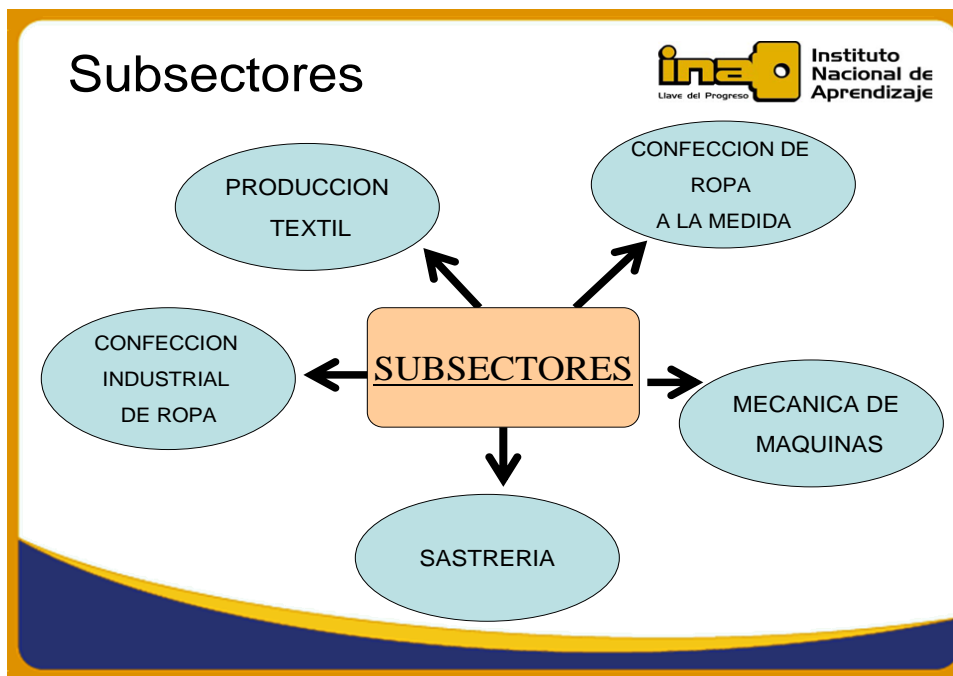 Subsectores
ina
Llave del Progreso
Instituto
Nacional de
Aprendizaje
PRODUCCION
TEXTIL
CONFECCION DE
ROPA
A LA MEDIDA
CONFECCION
INDUSTRIAL
DE ROPA
SUBSECTORES
MECANICA DE
MAQUINAS
SASTRERIA